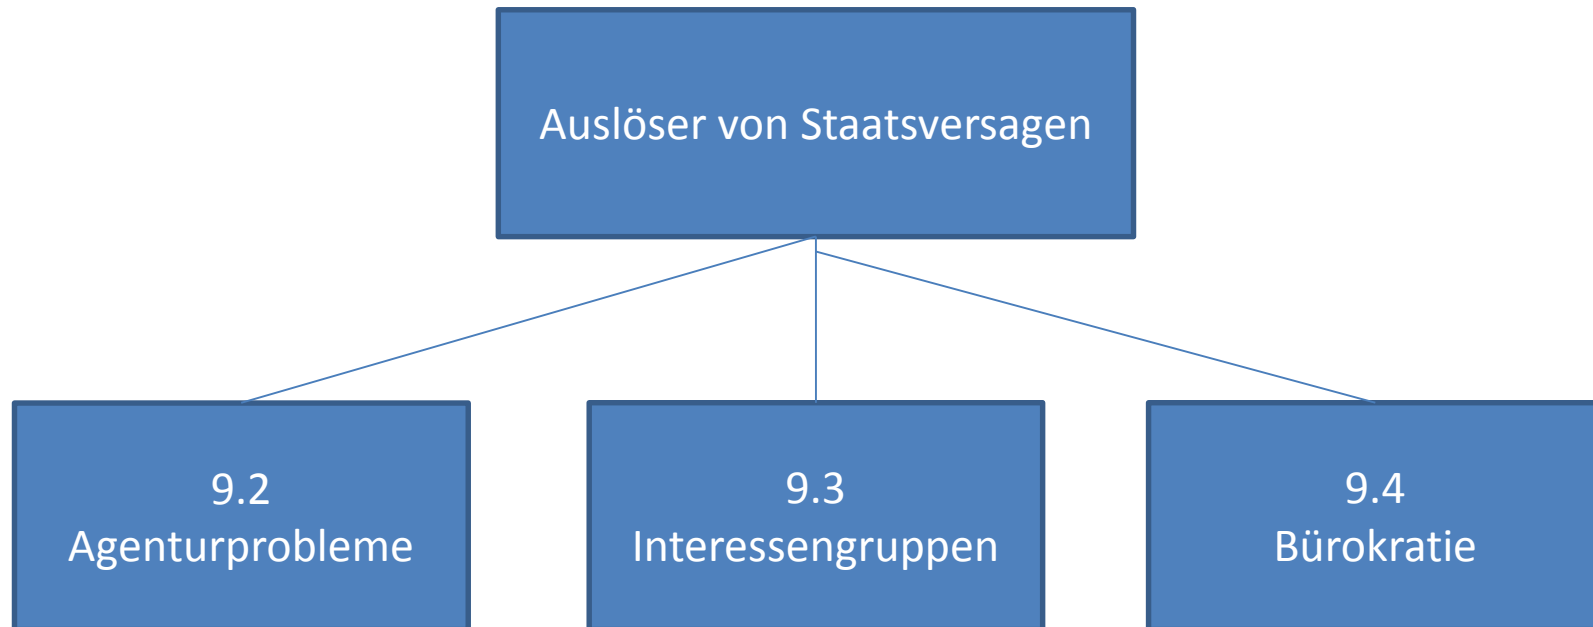 Auslöser von Staatsversagen
9.2
Agenturprobleme
9.3
Interessengruppen
9.4
Bürokratie